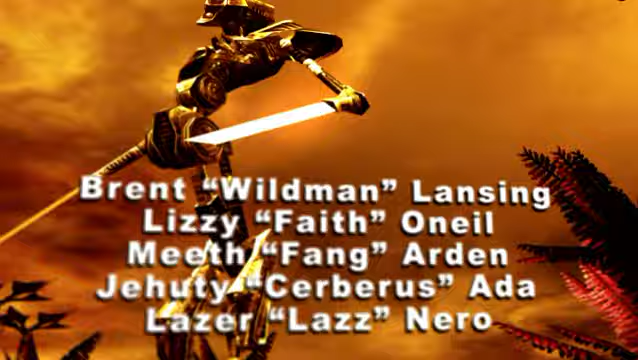 Brent “Wildman” Lansing
Lizzy “Faith” Oneil
Meeth “Fang” Arden
Jehuty “Cerberus” Ada
Lazer “Lazz” Nero